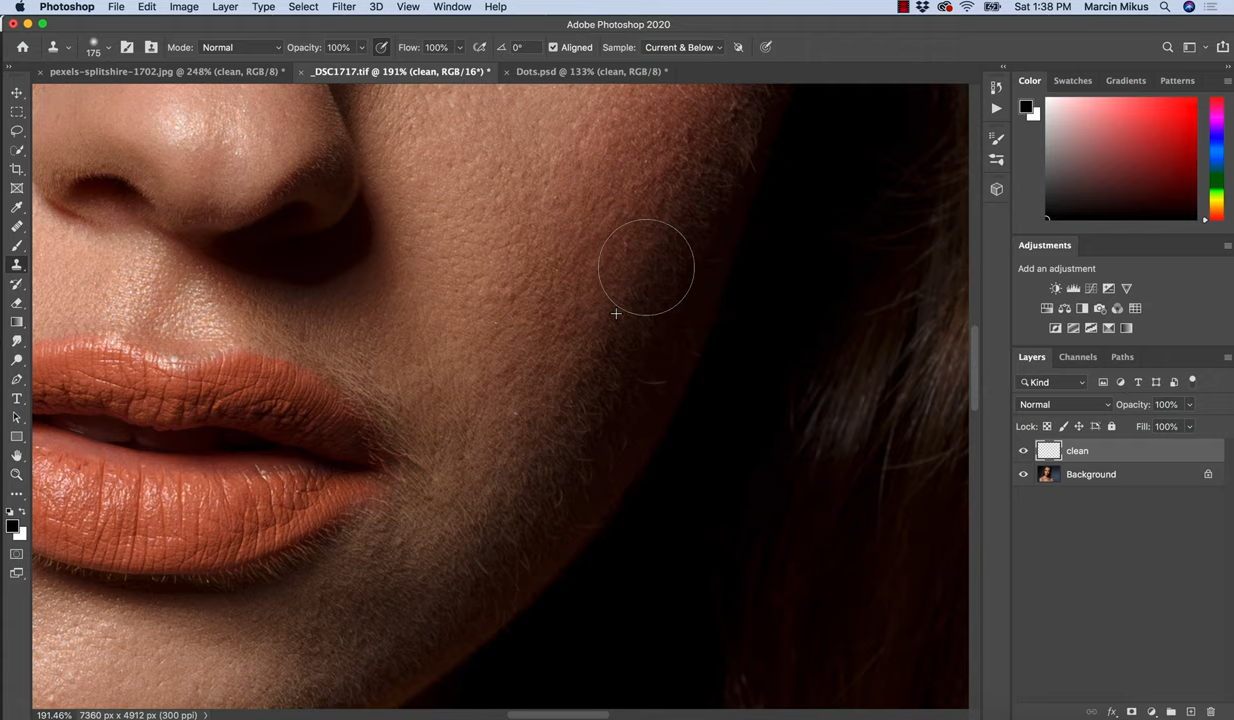 Photoshop File Edit Image Layer Type Select Filter 3D View Window Help Sat 1:38 PM Marcin Mikus
Adobe Photoshop 2020
175 Mode: Normal Opacity: 100% Flow: 100% 0° Aligned Sample: Current & Below
pexels-splitshire-1702.jpg @ 248% (clean, RGB/8) * _DSC1717.tif @ 191% (clean, RGB/16*) * Dots.psd @ 133% (clean, RGB/8) *
Color Swatches Gradients Patterns
Adjustments
Add an adjustment
Layers Channels Paths
Kind
Normal Opacity: 100%
Lock: Fill: 100%
clean
Background
191.46% 7360 px x 4912 px (300 ppi)